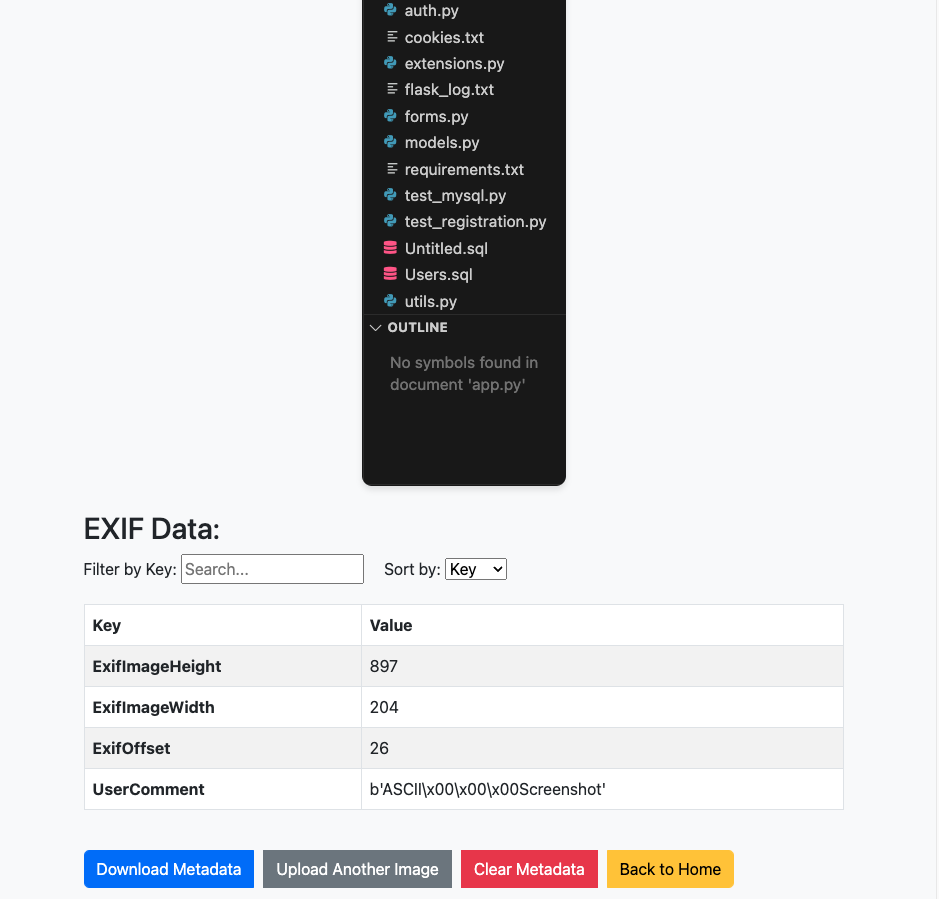 auth.py
cookies.txt
extensions.py
flask_log.txt
forms.py
models.py
requirements.txt
test_mysql.py
test_registration.py
Untitled.sql
Users.sql
utils.py
OUTLINE
No symbols found in
document 'app.py'
EXIF Data:
Filter by Key: Search... Sort by: Key
Key Value
ExifImageHeight 897
ExifImageWidth 204
ExifOffset 26
UserComment b'ASCII\x00\x00\x00Screenshot'
Download Metadata Upload Another Image Clear Metadata Back to Home